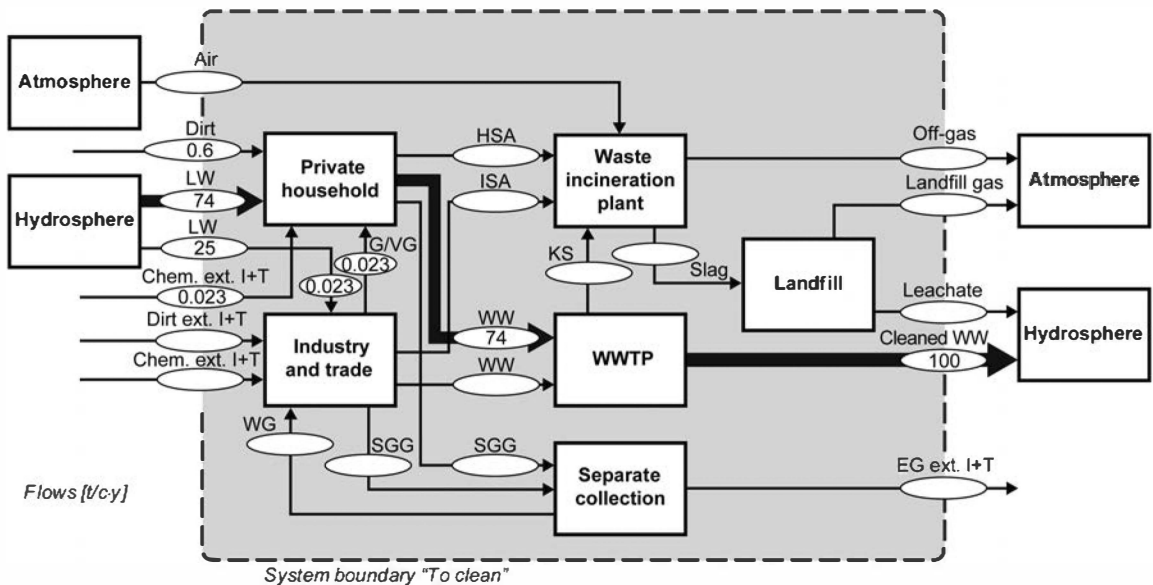 Air
Atmosphere
Dirt
0.6
HSA
Off-gas
Private
household
Waste
incineration
plant
Atmosphere
LW
74
ISA
Landfill gas
Hydrosphere
LW
25
G/VG
0.023
KS
Slag
Landfill
Chem. ext. I+T
0.023
0.023
Leachate
Dirt ext. I+T
Industry
and trade
WW
74
WWTP
Cleaned WW
100
Hydrosphere
Chem. ext. I+T
WW
WG
SGG
SGG
Separate
collection
EG ext. I+T
Flows [t/c·y]
System boundary “To clean”